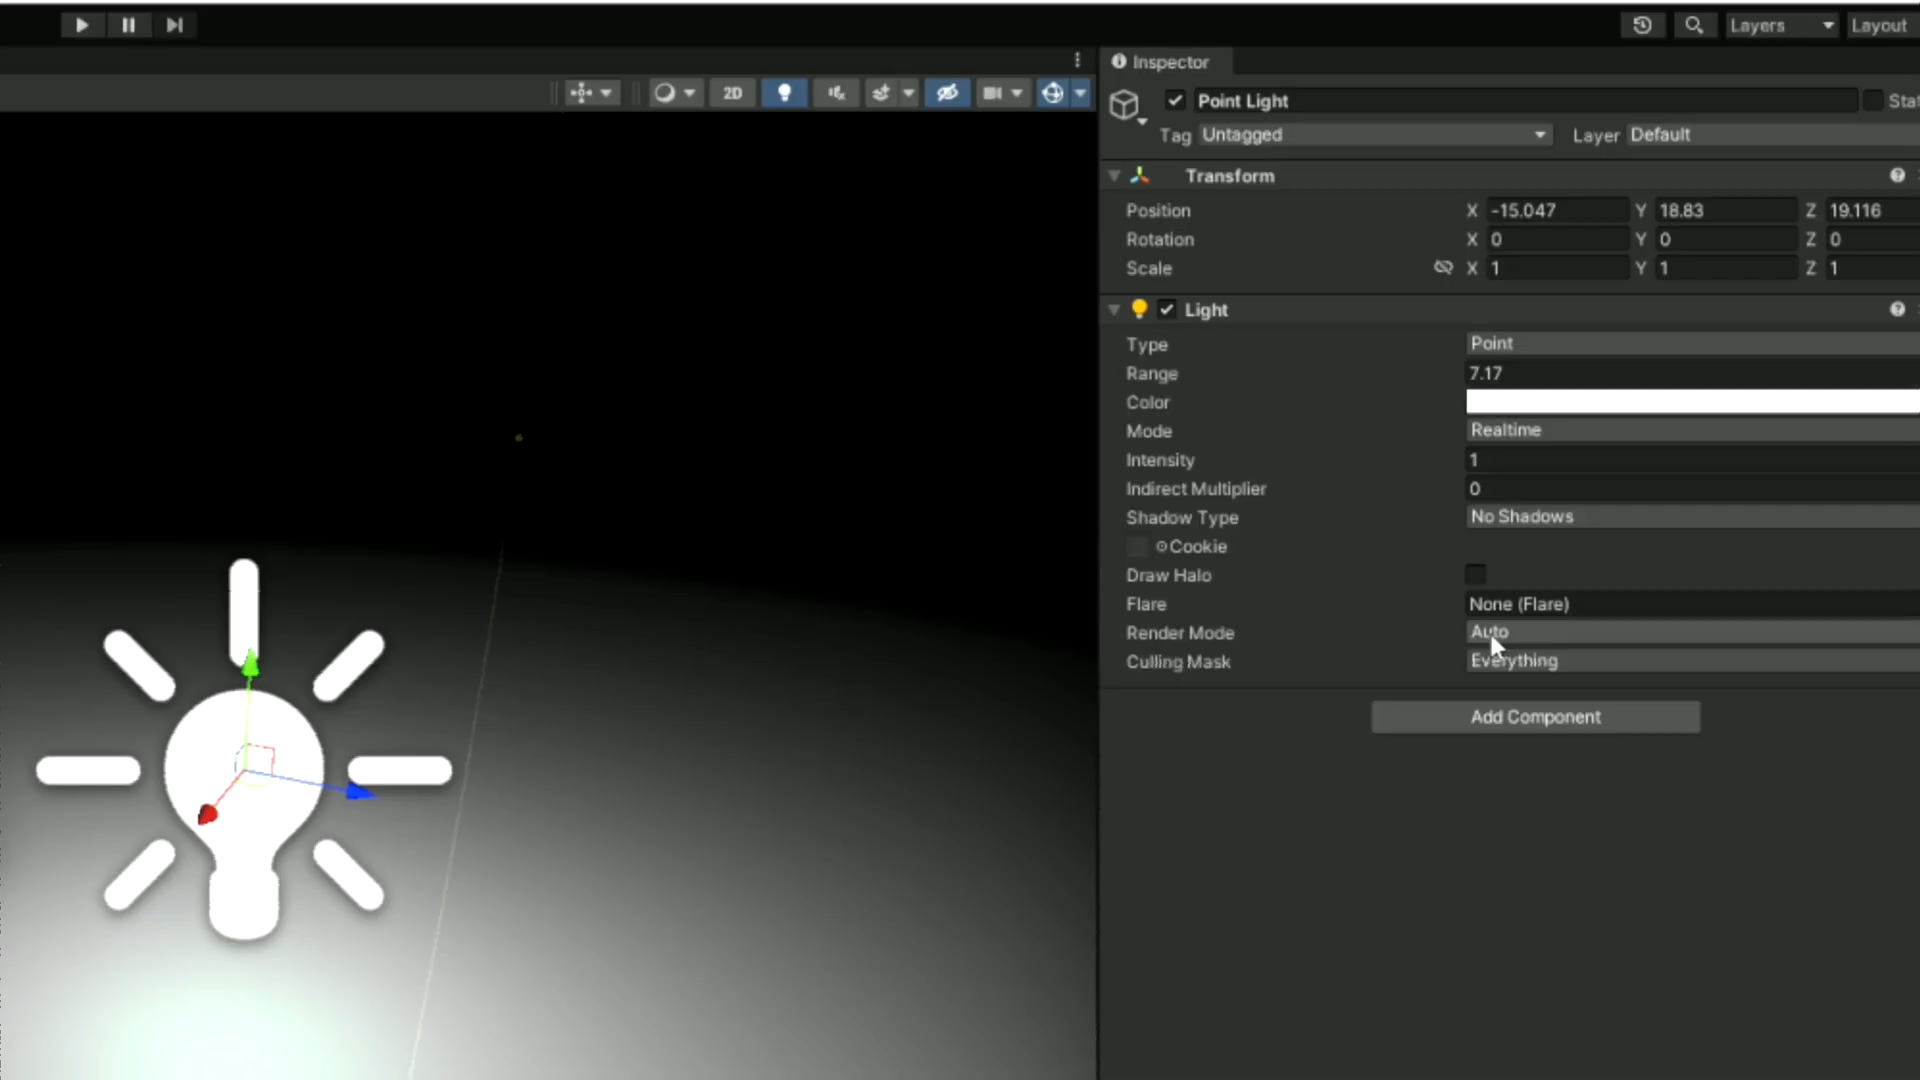 Layers
Layout
Inspector
2D
Point Light
Stat
Tag Untagged Layer Default
Transform
Position X -15.047 Y 18.83 Z 19.116
Rotation X 0 Y 0 Z 0
Scale X 1 Y 1 Z 1
Light
Type Point
Range 7.17
Color
Mode Realtime
Intensity 1
Indirect Multiplier 0
Shadow Type No Shadows
Cookie
Draw Halo
Flare None (Flare)
Render Mode Auto
Culling Mask Everything
Add Component